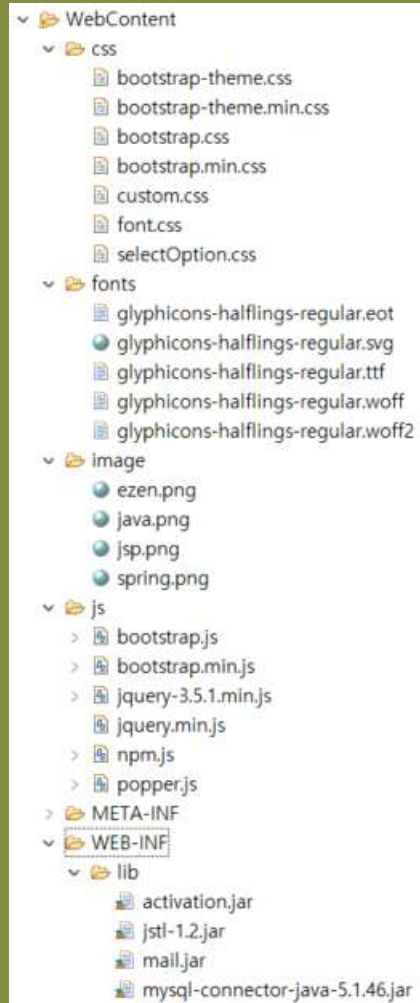 WebContent
css
bootstrap-theme.css
bootstrap-theme.min.css
bootstrap.css
bootstrap.min.css
custom.css
font.css
selectOption.css
fonts
glyphicons-halflings-regular.eot
glyphicons-halflings-regular.svg
glyphicons-halflings-regular.ttf
glyphicons-halflings-regular.woff
glyphicons-halflings-regular.woff2
image
ezen.png
java.png
jsp.png
spring.png
js
bootstrap.js
bootstrap.min.js
jquery-3.5.1.min.js
jquery.min.js
npm.js
popper.js
META-INF
WEB-INF
lib
activation.jar
jstl-1.2.jar
mail.jar
mysql-connector-java-5.1.46.jar